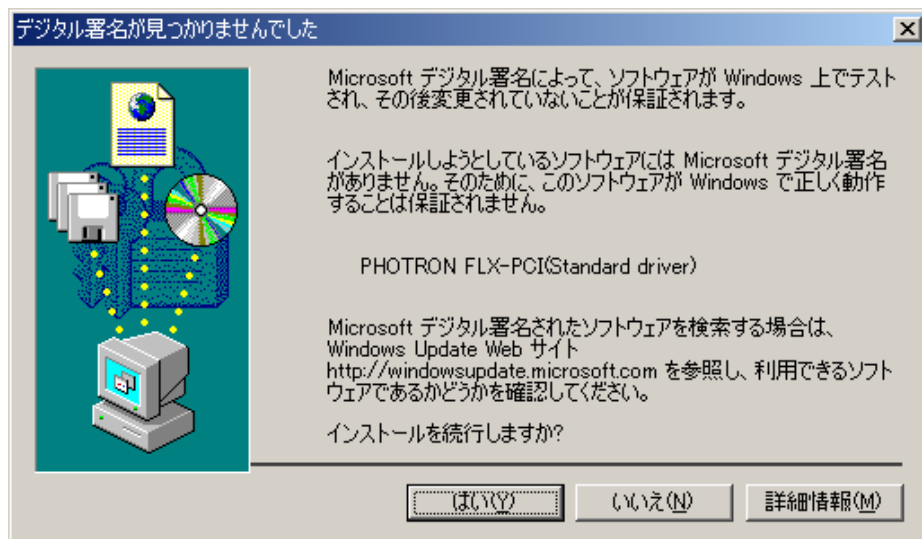 デジタル署名が見つかりませんでした
Microsoft デジタル署名によって、ソフトウェアが Windows 上でテスト
され、その後変更されていないことが保証されます。
インストールしようとしているソフトウェアには Microsoft デジタル署名
がありません。そのために、このソフトウェアが Windows で正しく動作
することは保証されません。
PHOTRON FLX-PCI(Standard driver)
Microsoft デジタル署名されたソフトウェアを検索する場合は、
Windows Update Web サイト
http://windowsupdate.microsoft.com を参照し、利用できるソフト
ウェアであるかどうかを確認してください。
インストールを続行しますか?
はい(Y) いいえ(N) 詳細情報(M)